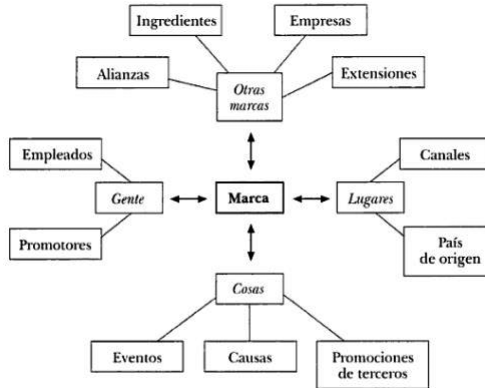 Ingredientes
Empresas
Alianzas
Otras
marcas
Extensiones
Empleados
Canales
Gente
Marca
Lugares
Promotores
País
de origen
Cosas
Eventos
Causas
Promociones
de terceros